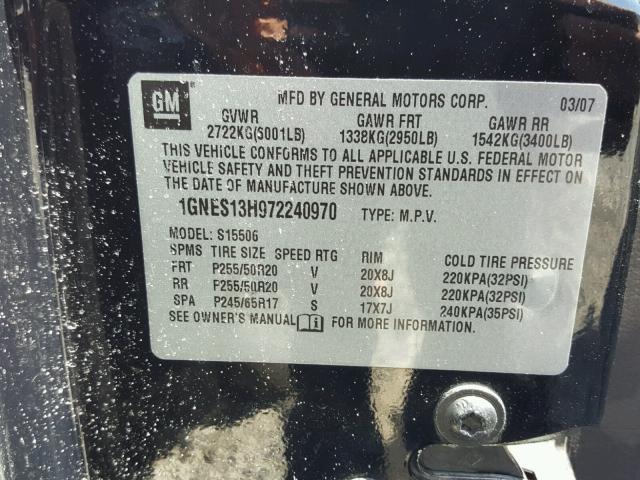 GM
MFD BY GENERAL MOTORS CORP. 03/07
GVWR GAWR FRT GAWR RR
2722KG(5001LB) 1338KG(2950LB) 1542KG(3400LB)
THIS VEHICLE CONFORMS TO ALL APPLICABLE U.S. FEDERAL MOTOR
VEHICLE SAFETY AND THEFT PREVENTION STANDARDS IN EFFECT ON
THE DATE OF MANUFACTURE SHOWN ABOVE.
1GNES13H972240970 TYPE: M.P.V.
MODEL: S15506
SPMS TIRE SIZE SPEED RTG RIM COLD TIRE PRESSURE
FRT P255/50R20 V 20X8J 220KPA(32PSI)
RR P255/50R20 V 20X8J 220KPA(32PSI)
SPA P245/65R17 S 17X7J 240KPA(35PSI)
SEE OWNER'S MANUAL FOR MORE INFORMATION.